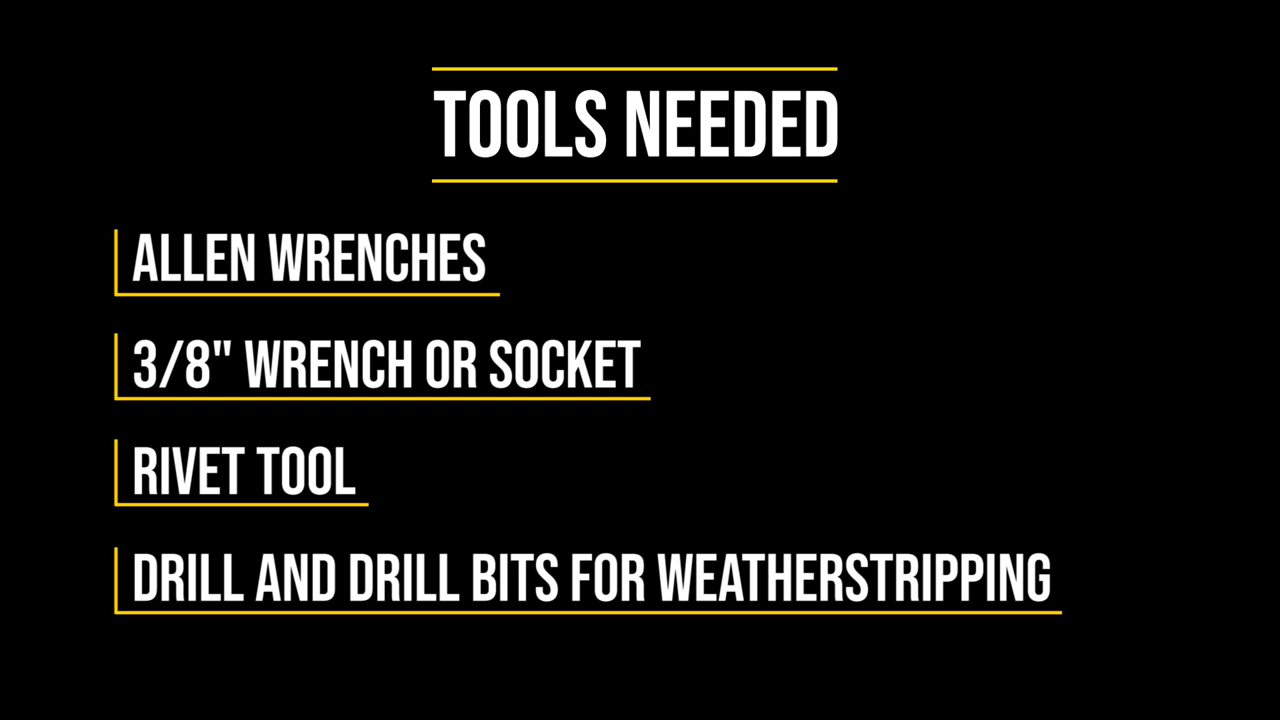 TOOLS NEEDED
ALLEN WRENCHES
3/8" WRENCH OR SOCKET
RIVET TOOL
DRILL AND DRILL BITS FOR WEATHERSTRIPPING